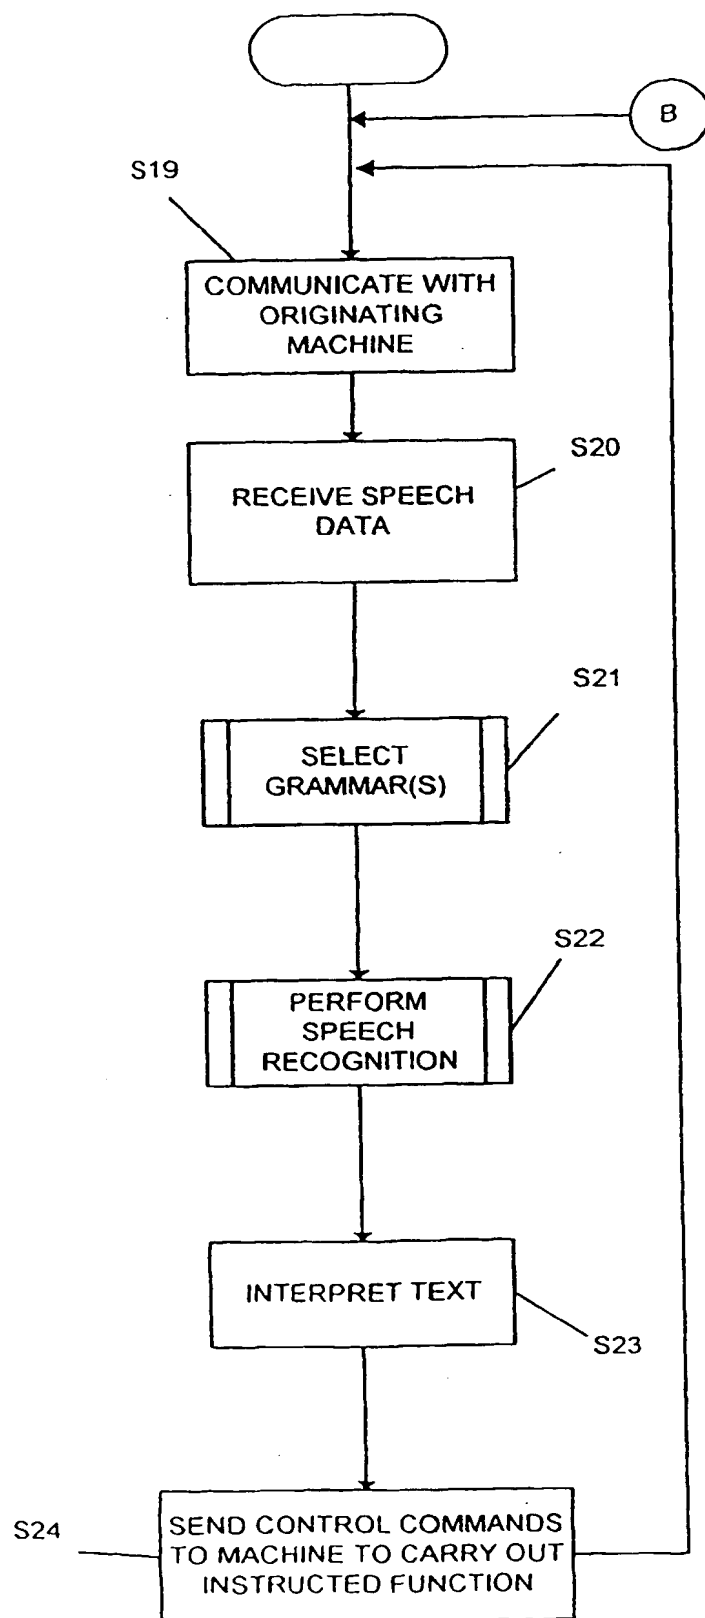 B
S19
COMMUNICATE WITH
ORIGINATING
MACHINE
S20
RECEIVE SPEECH
DATA
S21
SELECT
GRAMMAR(S)
S22
PERFORM
SPEECH
RECOGNITION
INTERPRET TEXT
S23
S24
SEND CONTROL COMMANDS
TO MACHINE TO CARRY OUT
INSTRUCTED FUNCTION